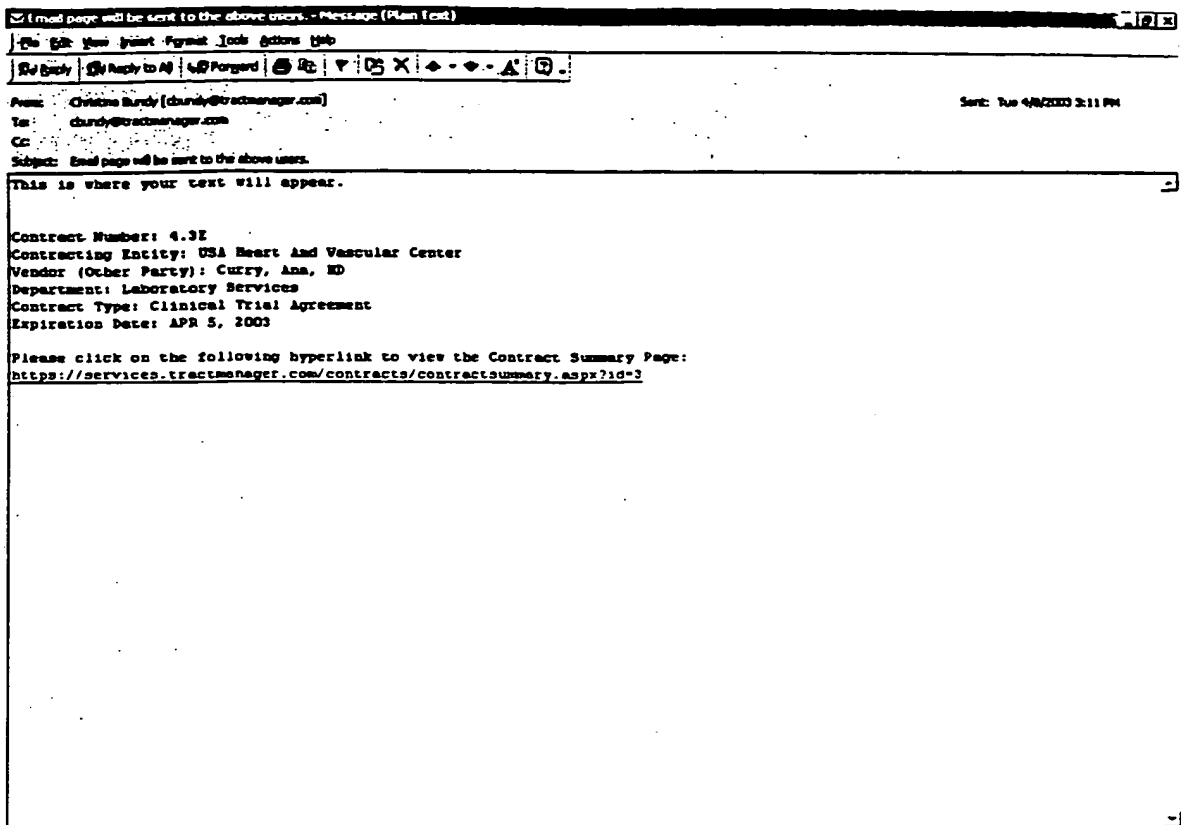 Email page will be sent to the above users. - Message (Plain Text)
File Edit View Insert Format Tools Actions Help
Reply Reply to All Forward
From: Christine Bundy [cbundy@tractmanager.com] Sent: Tue 4/8/2003 3:11 PM
To: cbundy@tractmanager.com
Cc:
Subject: Email page will be sent to the above users.
This is where your text will appear.
Contract Number: 4.3E
Contracting Entity: USA Heart And Vascular Center
Vendor (Other Party): Curry, Ana, MD
Department: Laboratory Services
Contract Type: Clinical Trial Agreement
Expiration Date: APR 5, 2003
Please click on the following hyperlink to view the Contract Summary Page:
https://services.tractmanager.com/contracts/contractsummary.aspx?id=3